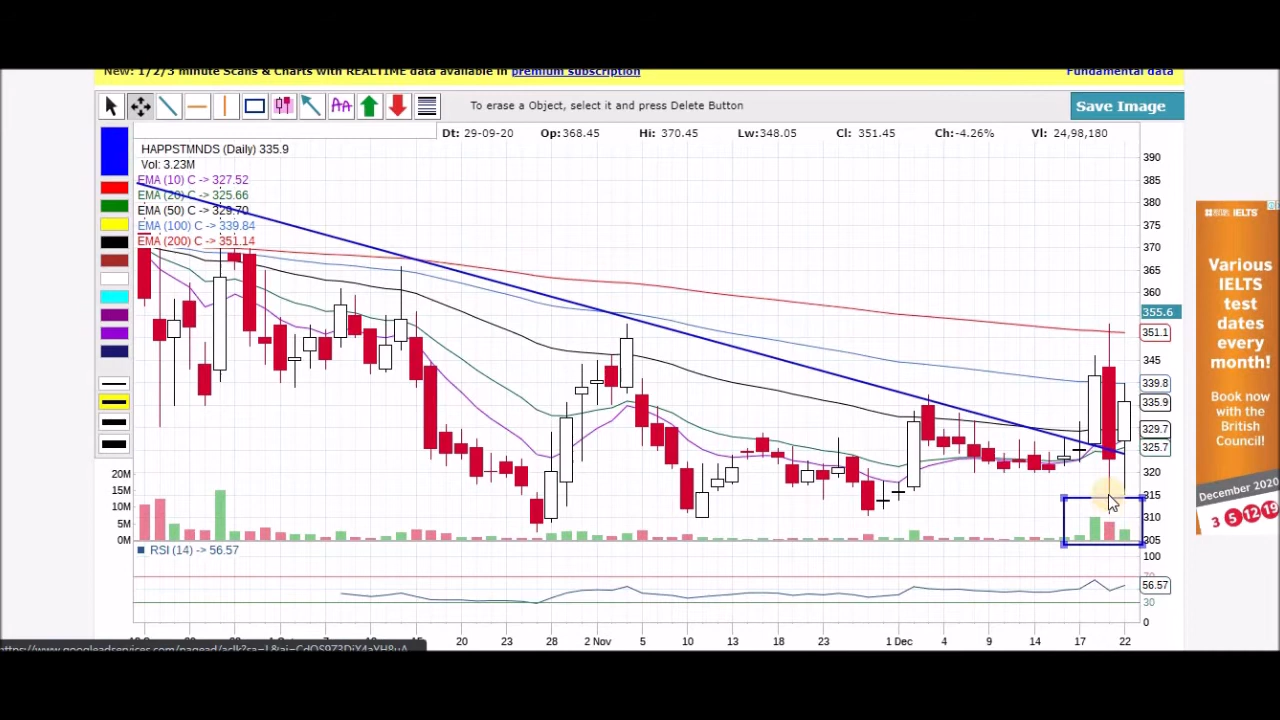 New: 1/2/3 minute Scans & Charts with REALTIME data available in premium subscription
Fundamental data
To erase a Object, select it and press Delete Button
Save Image
Dt: 29-09-20 Op:368.45 Hi: 370.45 Lw:348.05 Cl: 351.45 Ch:-4.26% Vl: 24,98,180
HAPPSTMNDS (Daily) 335.9
Vol: 3.23M
EMA (10) C -> 327.52
EMA (20) C -> 325.66
EMA (50) C -> 329.70
EMA (100) C -> 339.84
EMA (200) C -> 351.14
390
385
380
375
370
365
360
355.6
351.1
345
339.8
335.9
329.7
325.7
320
315
310
305
20M
15M
10M
5M
0M
RSI (14) -> 56.57
100
70
56.57
30
0
20 23 28 2 Nov 5 10 13 18 23 1 Dec 4 9 14 17 22
IELTS
Various
IELTS
test
dates
every
month!
Book now
with the
British
Council!
December 2020
3 5 12 19